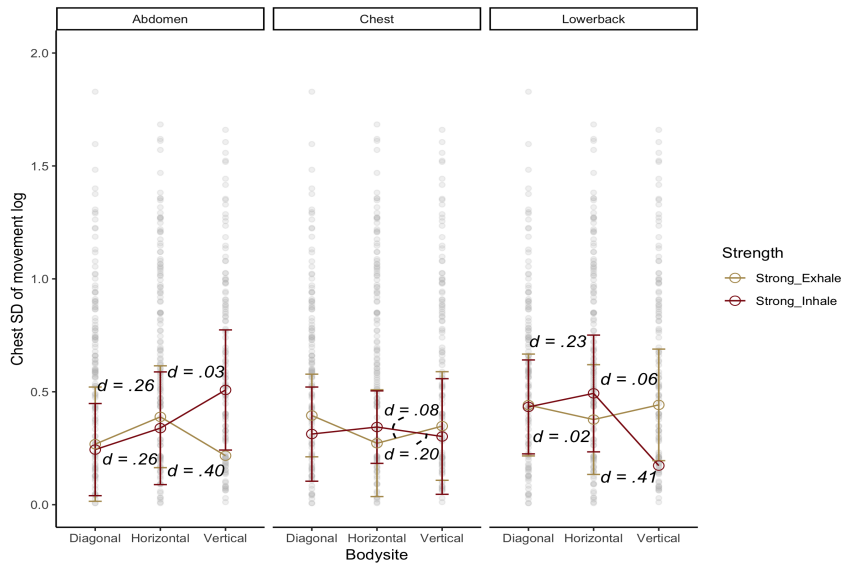 Abdomen Chest Lowerback
2.0
1.5
1.0
0.5
0.0
Chest SD of movement log
d = .26
d = .03
d = .26
d = .40
d = .08
d = .20
d = .23
d = .06
d = .02
d = .41
Diagonal Horizontal Vertical Diagonal Horizontal Vertical Diagonal Horizontal Vertical
Bodysite
Strength
Strong_Exhale
Strong_Inhale